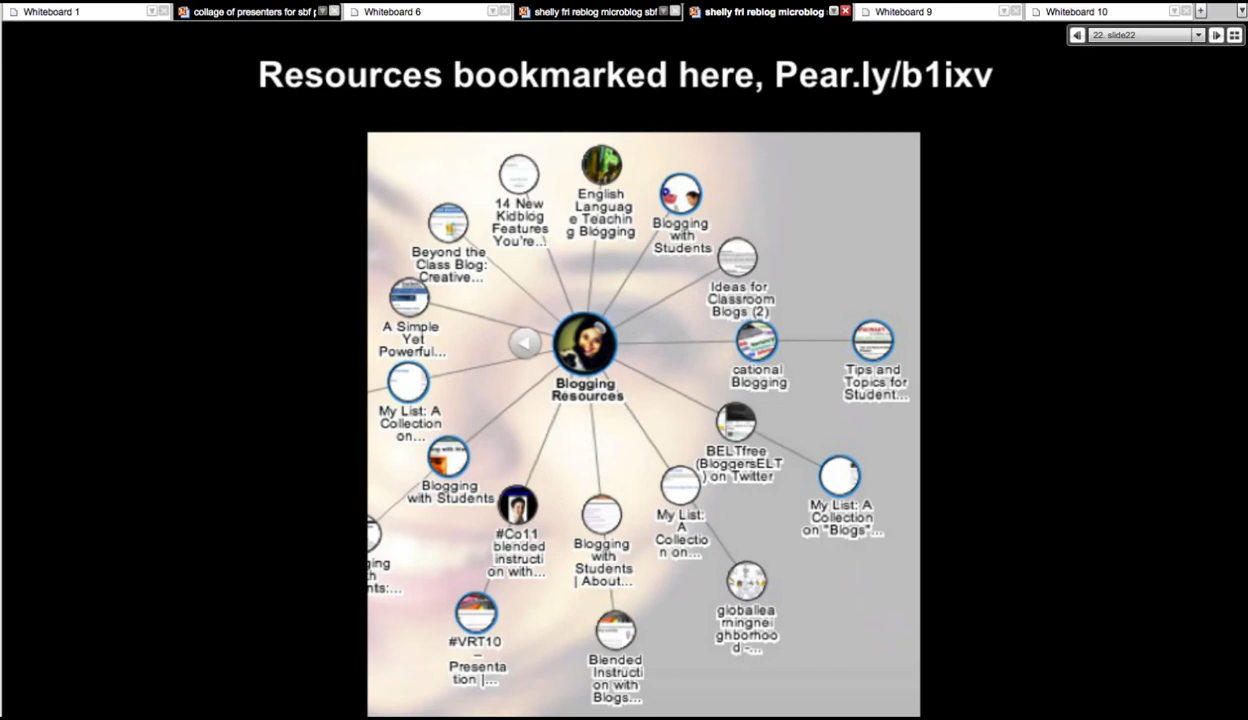 Whiteboard 1
collage of presenters for sbf
Whiteboard 6
shelly fri reblog microblog sbf
shelly fri reblog microblog
Whiteboard 9
Whiteboard 10
22. slide22
Resources bookmarked here, Pear.ly/b1ixv
14 New
Kidblog
Features
You're...
English
Languag
e Teachin
g Blogging
Blogging
with
Students
Beyond the
Class Blog:
Creative...
Ideas for
Classroom
Blogs (2)
A Simple
Yet
Powerful...
Blogging
Resources
cational
Blogging
Tips and
Topics for
Student...
My List: A
Collection
on...
BELTfree
(BloggersELT
) on Twitter
Blogging
with Students
My List: A
Collection
on "Blogs"...
#Co11
blended
instructi
on with...
Blogging
with
Students
| About...
My List:
A
Collectio
n on...
ging
th
nts:...
globallea
rningnei
ghborhoo
d -...
#VRT10
–
Presenta
tion |...
Blended
Instructi
on with
Blogs...